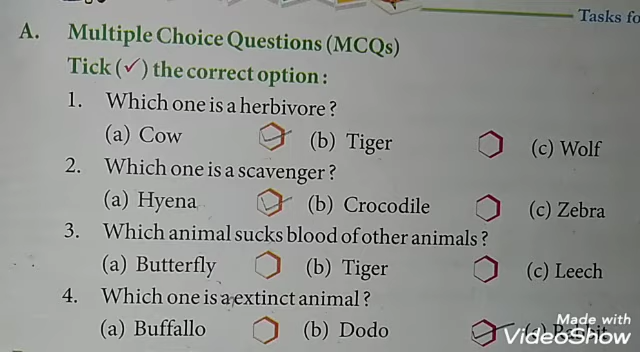 Tasks fo
A. Multiple Choice Questions (MCQs)
Tick (✓) the correct option :
1. Which one is a herbivore ?
(a) Cow (b) Tiger (c) Wolf
2. Which one is a scavenger ?
(a) Hyena (b) Crocodile (c) Zebra
3. Which animal sucks blood of other animals ?
(a) Butterfly (b) Tiger (c) Leech
4. Which one is a extinct animal ?
(a) Buffallo (b) Dodo
Made with
VideoShow